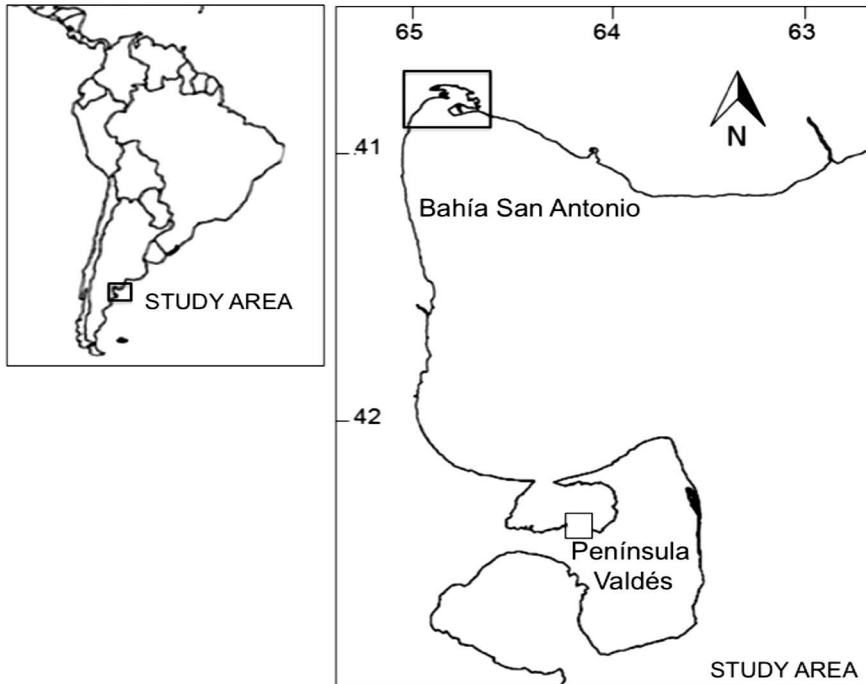 STUDY AREA
65 64 63
41
N
Bahía San Antonio
42
Península
Valdés
STUDY AREA